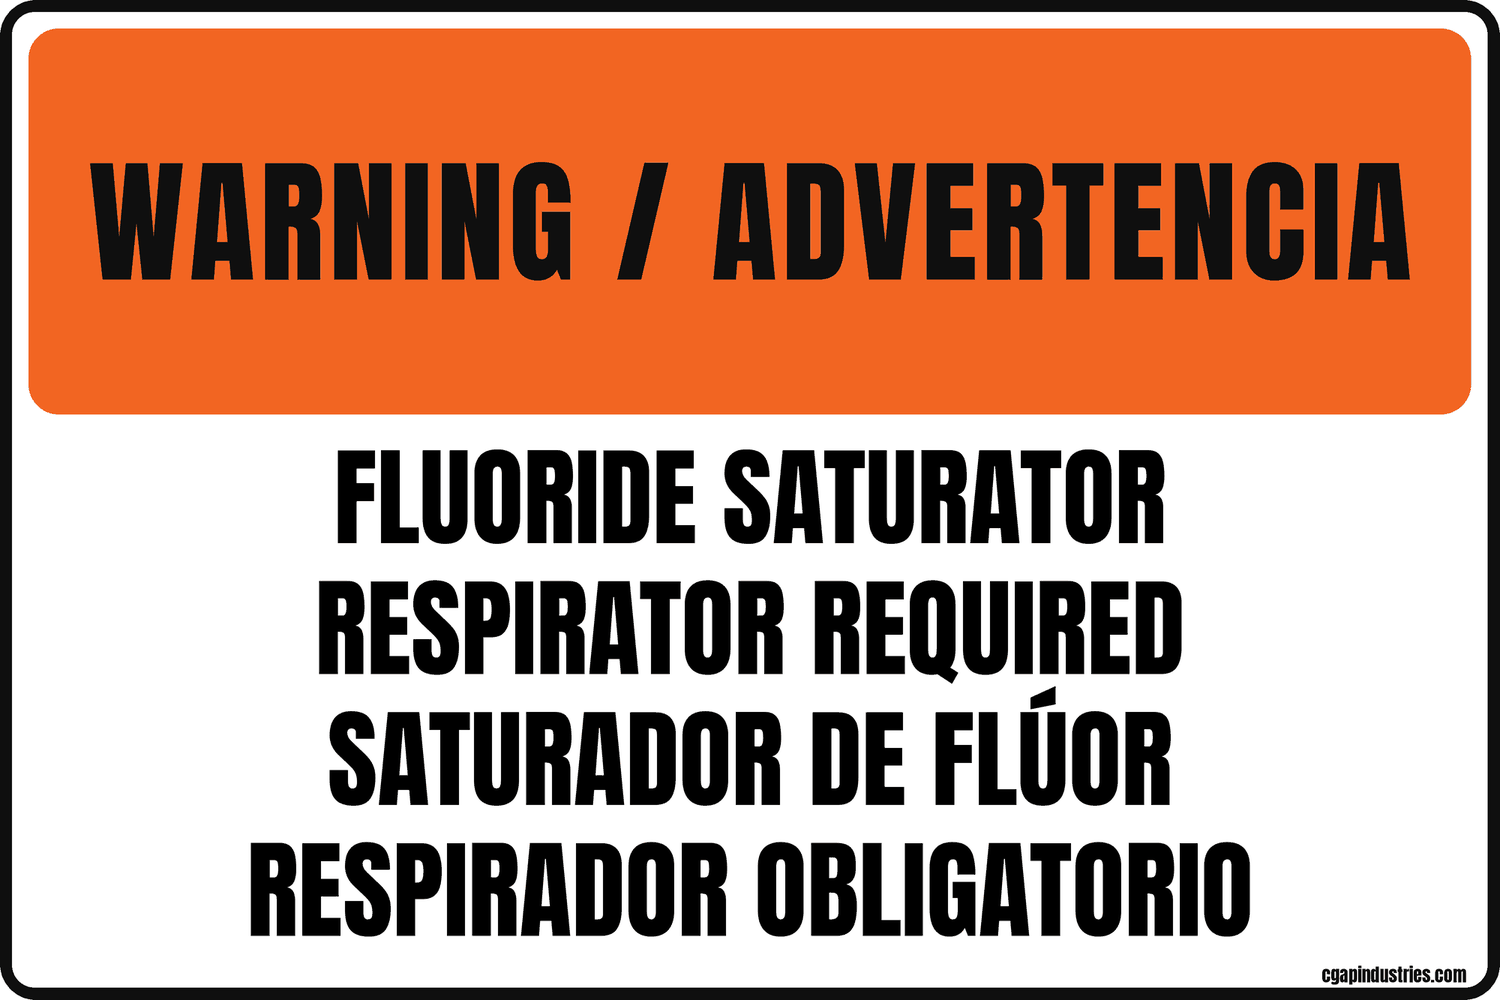 WARNING / ADVERTENCIA
FLUORIDE SATURATOR
RESPIRATOR REQUIRED
SATURADOR DE FLÚOR
RESPIRADOR OBLIGATORIO
cgapindustries.com